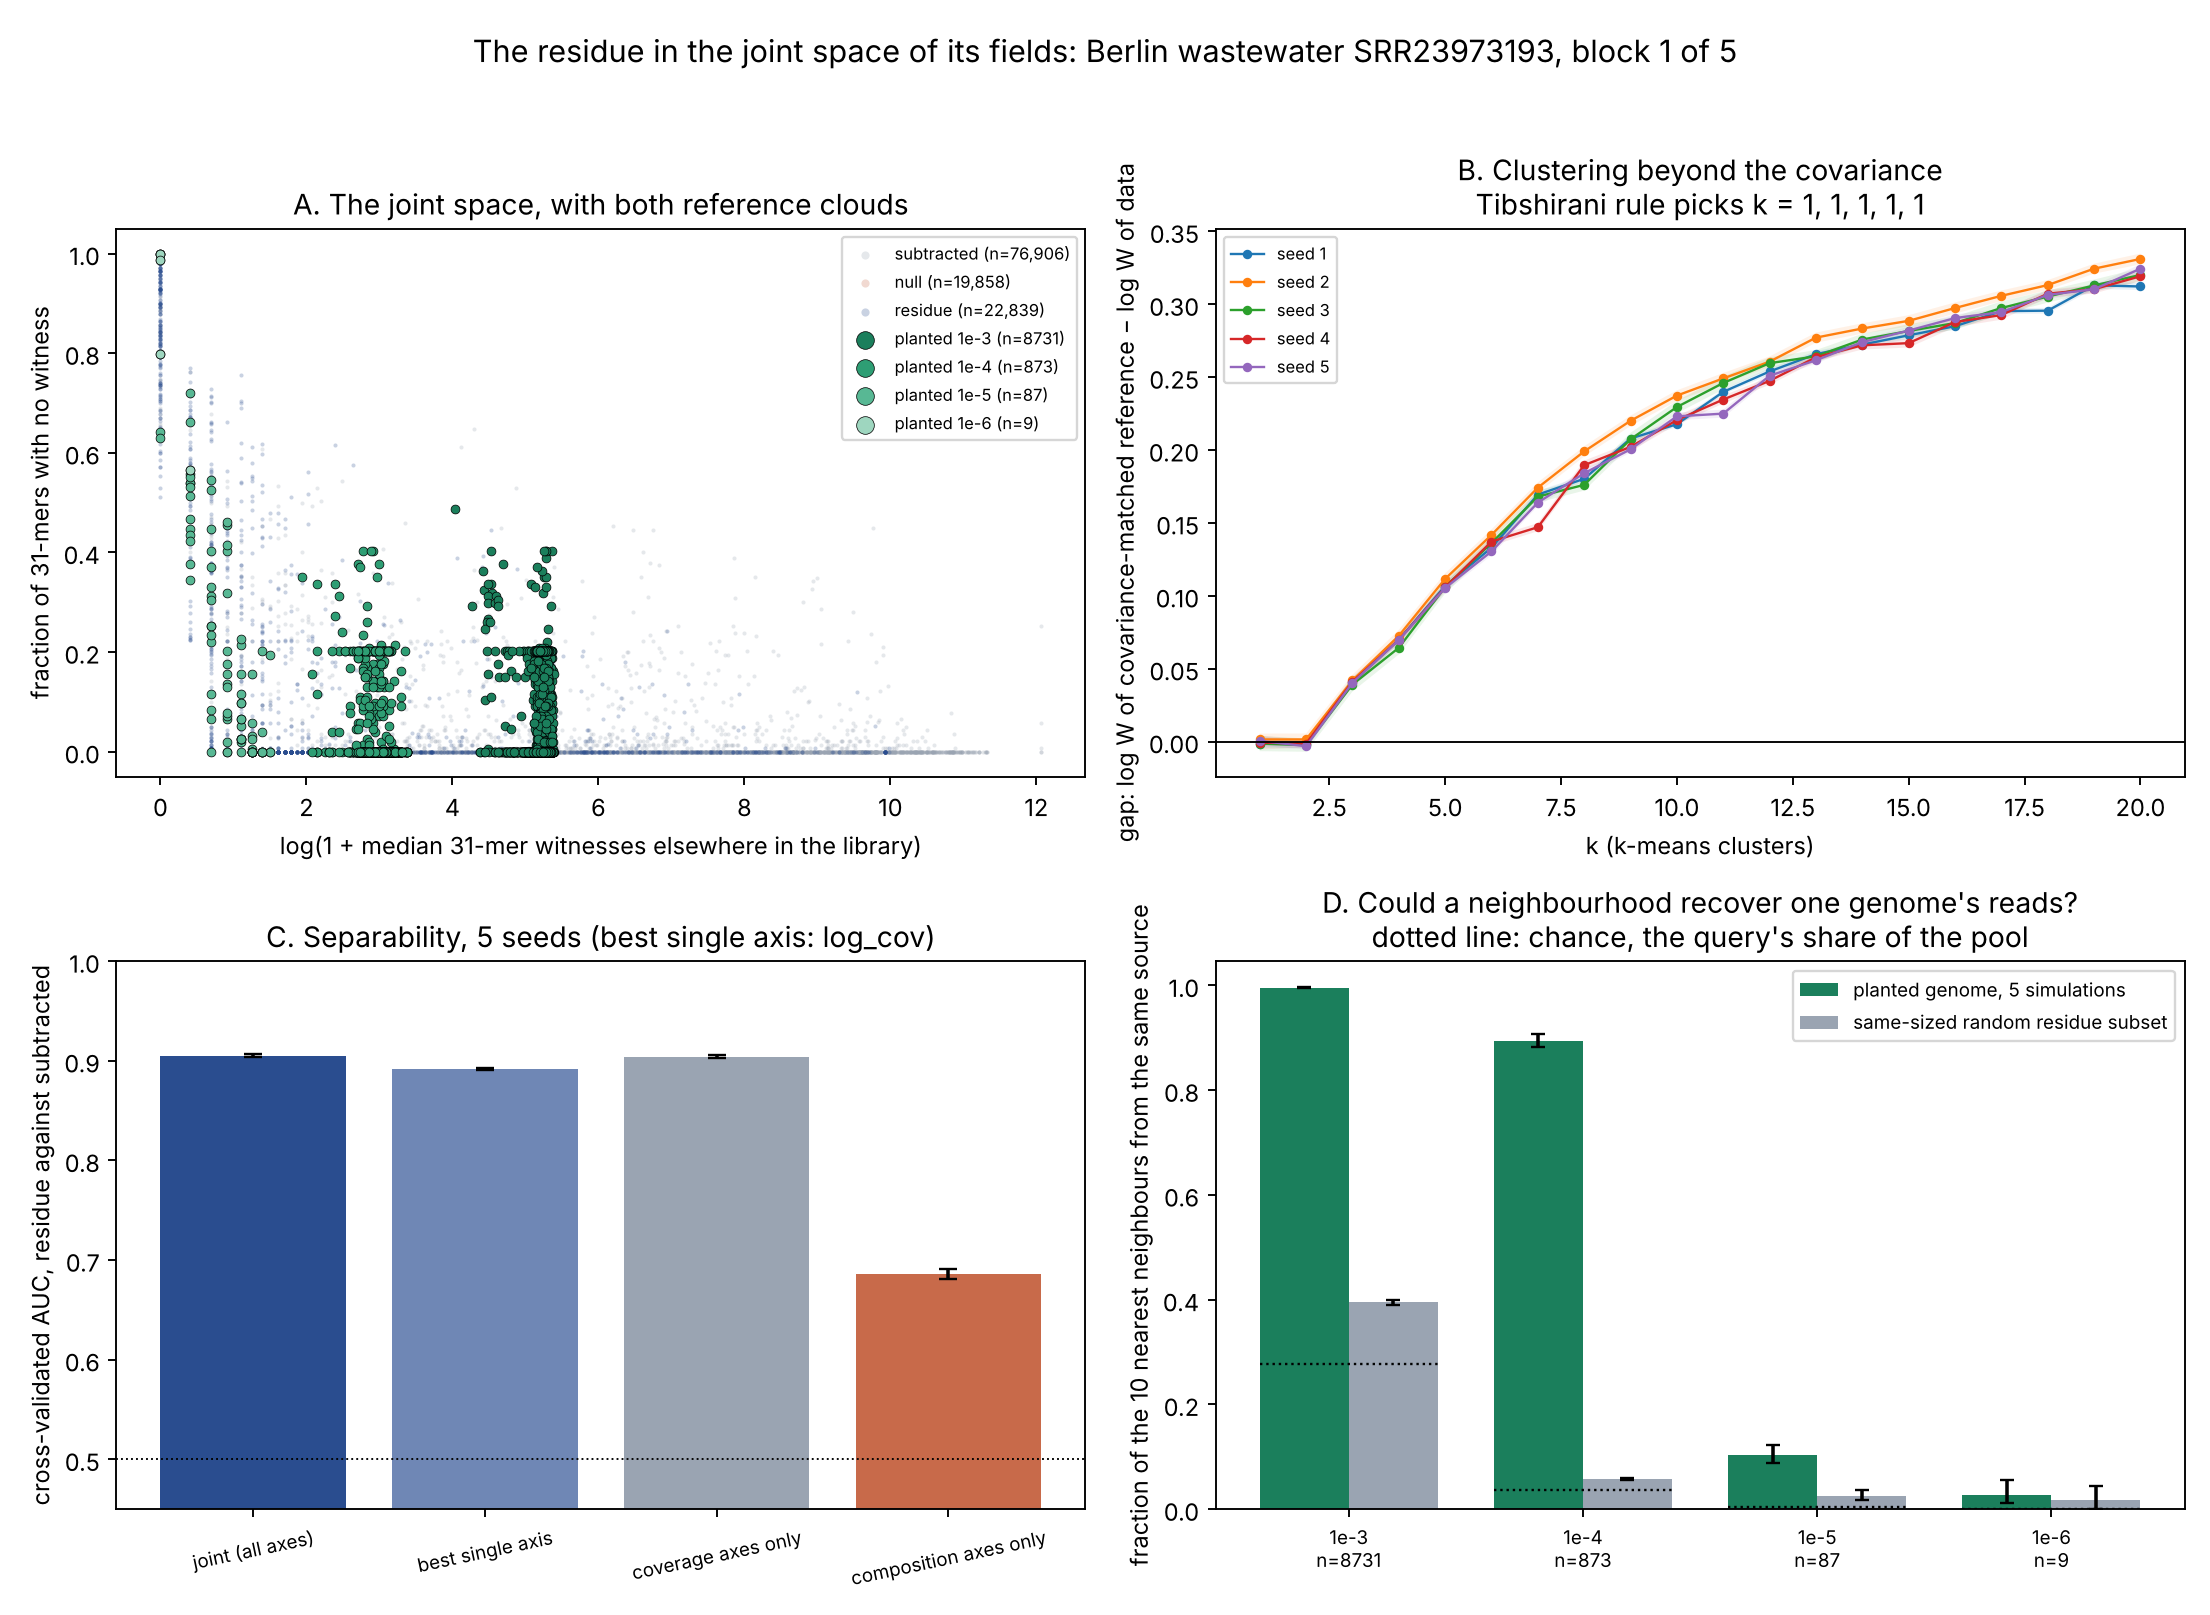 The residue in the joint space of its fields: Berlin wastewater SRR23973193, block 1 of 5
A. The joint space, with both reference clouds
fraction of 31-mers with no witness
1.0
0.8
0.6
0.4
0.2
0.0
subtracted (n=76,906)
null (n=19,858)
residue (n=22,839)
planted 1e-3 (n=8731)
planted 1e-4 (n=873)
planted 1e-5 (n=87)
planted 1e-6 (n=9)
0 2 4 6 8 10 12
log(1 + median 31-mer witnesses elsewhere in the library)
B. Clustering beyond the covariance
Tibshirani rule picks k = 1, 1, 1, 1, 1
gap: log W of covariance-matched reference − log W of data
0.35
0.30
0.25
0.20
0.15
0.10
0.05
0.00
seed 1
seed 2
seed 3
seed 4
seed 5
2.5 5.0 7.5 10.0 12.5 15.0 17.5 20.0
k (k-means clusters)
C. Separability, 5 seeds (best single axis: log_cov)
cross-validated AUC, residue against subtracted
1.0
0.9
0.8
0.7
0.6
0.5
joint (all axes)
best single axis
coverage axes only
composition axes only
D. Could a neighbourhood recover one genome's reads?
dotted line: chance, the query's share of the pool
fraction of the 10 nearest neighbours from the same source
1.0
0.8
0.6
0.4
0.2
0.0
planted genome, 5 simulations
same-sized random residue subset
1e-3
n=8731
1e-4
n=873
1e-5
n=87
1e-6
n=9